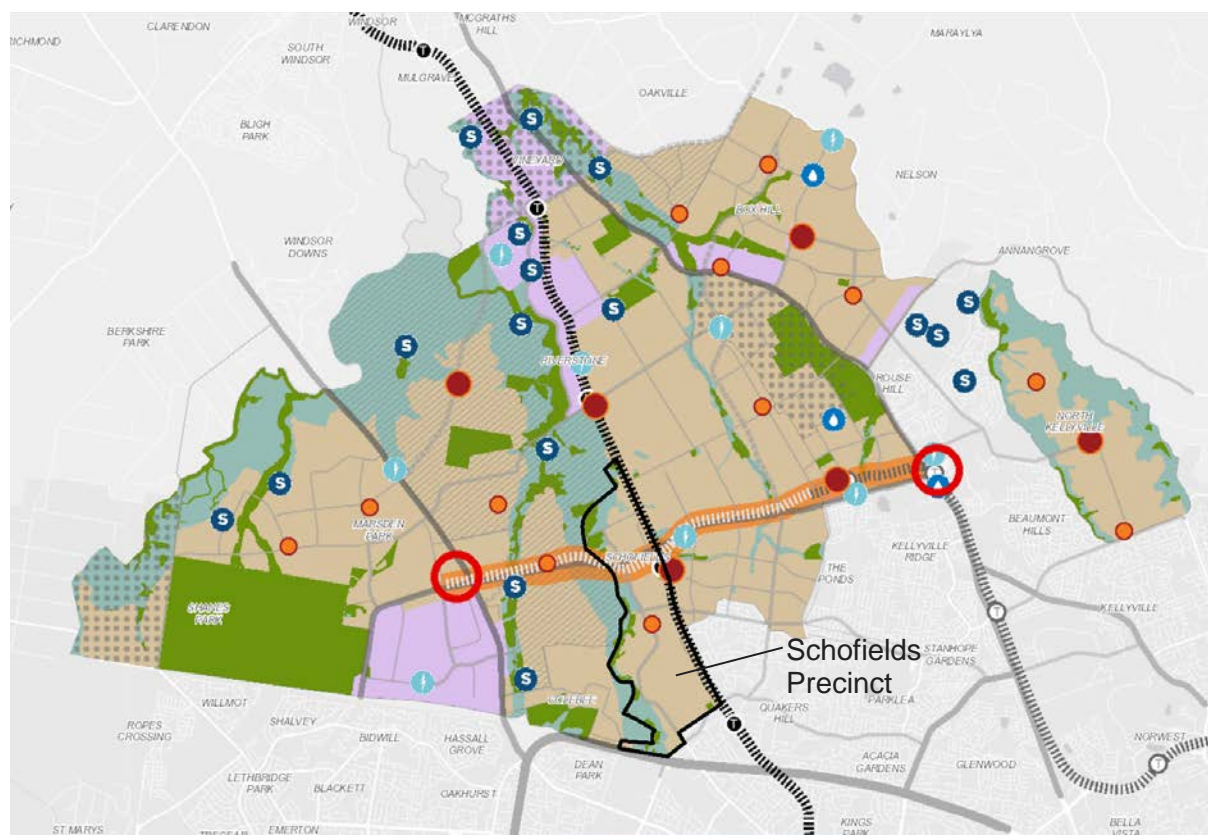 CLARENDON
WINDSOR
MCGRATHS
HILL
MARAYLYA
RICHMOND
SOUTH
WINDSOR
MULGRAVE
OAKVILLE
BLIGH
PARK
VINEYARD
NELSON
BOX HILL
WINDSOR
DOWNS
ANNANGROVE
BERKSHIRE
PARK
RIVERSTONE
ROUSE
HILL
NORTH
KELLYVILLE
MARSDEN
PARK
BEAUMONT
HILLS
SCHOFIELDS
KELLYVILLE
RIDGE
THE
PONDS
SHANES
PARK
KELLYVILLE
Schofields
Precinct
STANHOPE
GARDENS
WILLMOT
COLEBEE
QUAKERS
HILL
PARKLEA
ROPES
CROSSING
SHALVEY
BIDWILL
HASSALL
GROVE
NORWEST
DEAN
PARK
ACACIA
GARDENS
GLENWOOD
LETHBRIDGE
PARK
BLACKETT
OAKHURST
ST MARYS
TREGEAR
EMERTON
KINGS
PARK
BELLA
VISTA